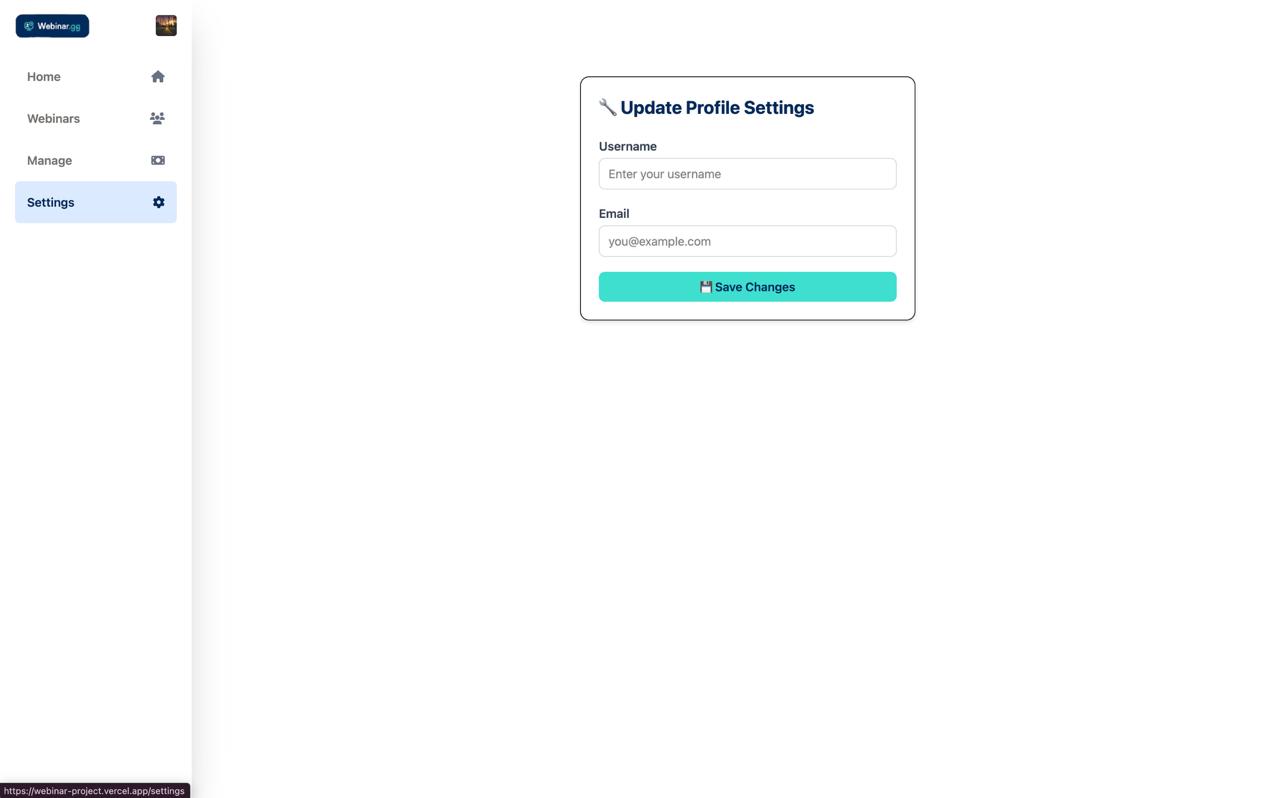 Webinar.gg
Home
Webinars
Manage
Settings
🔧 Update Profile Settings
Username
Enter your username
Email
you@example.com
💾 Save Changes
https://webinar-project.vercel.app/settings